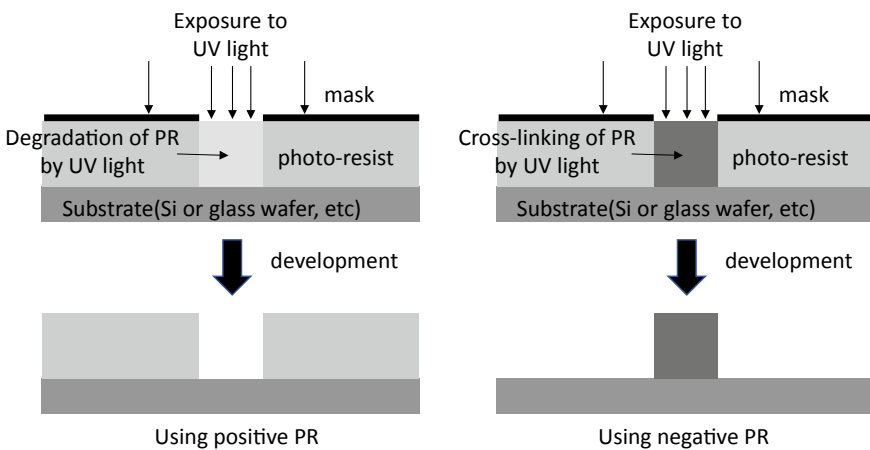 Exposure to
UV light
mask
Degradation of PR
by UV light
photo-resist
Substrate(Si or glass wafer, etc)
development
Using positive PR
Exposure to
UV light
mask
Cross-linking of PR
by UV light
photo-resist
Substrate(Si or glass wafer, etc)
development
Using negative PR